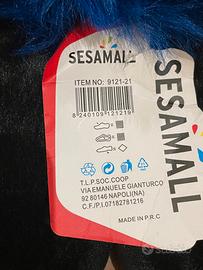 SESAMALL
ITEM NO: 9121-21
8240109121219
T.L.P.SOC.COOP
VIA EMANUELE GIANTURCO
92 80146 NAPOLI(NA)
C.F/P.I.07182781216
MADE IN P.R.C
SESAMALL
subito